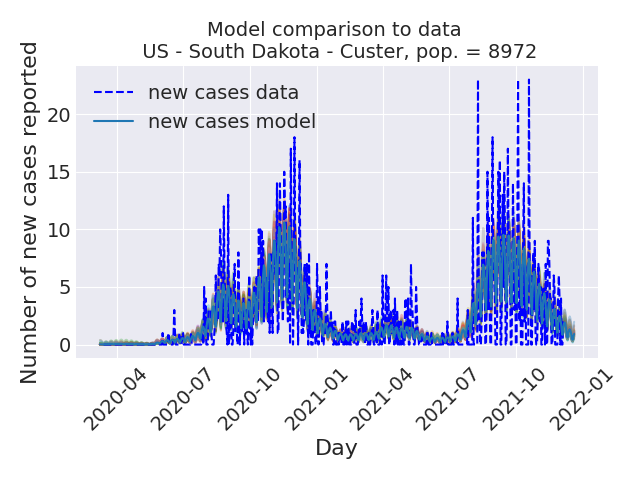 Model comparison to data
US - South Dakota - Custer, pop. = 8972
Number of new cases reported
new cases data
new cases model
20
15
10
5
0
2020-04
2020-07
2020-10
2021-01
2021-04
2021-07
2021-10
2022-01
Day